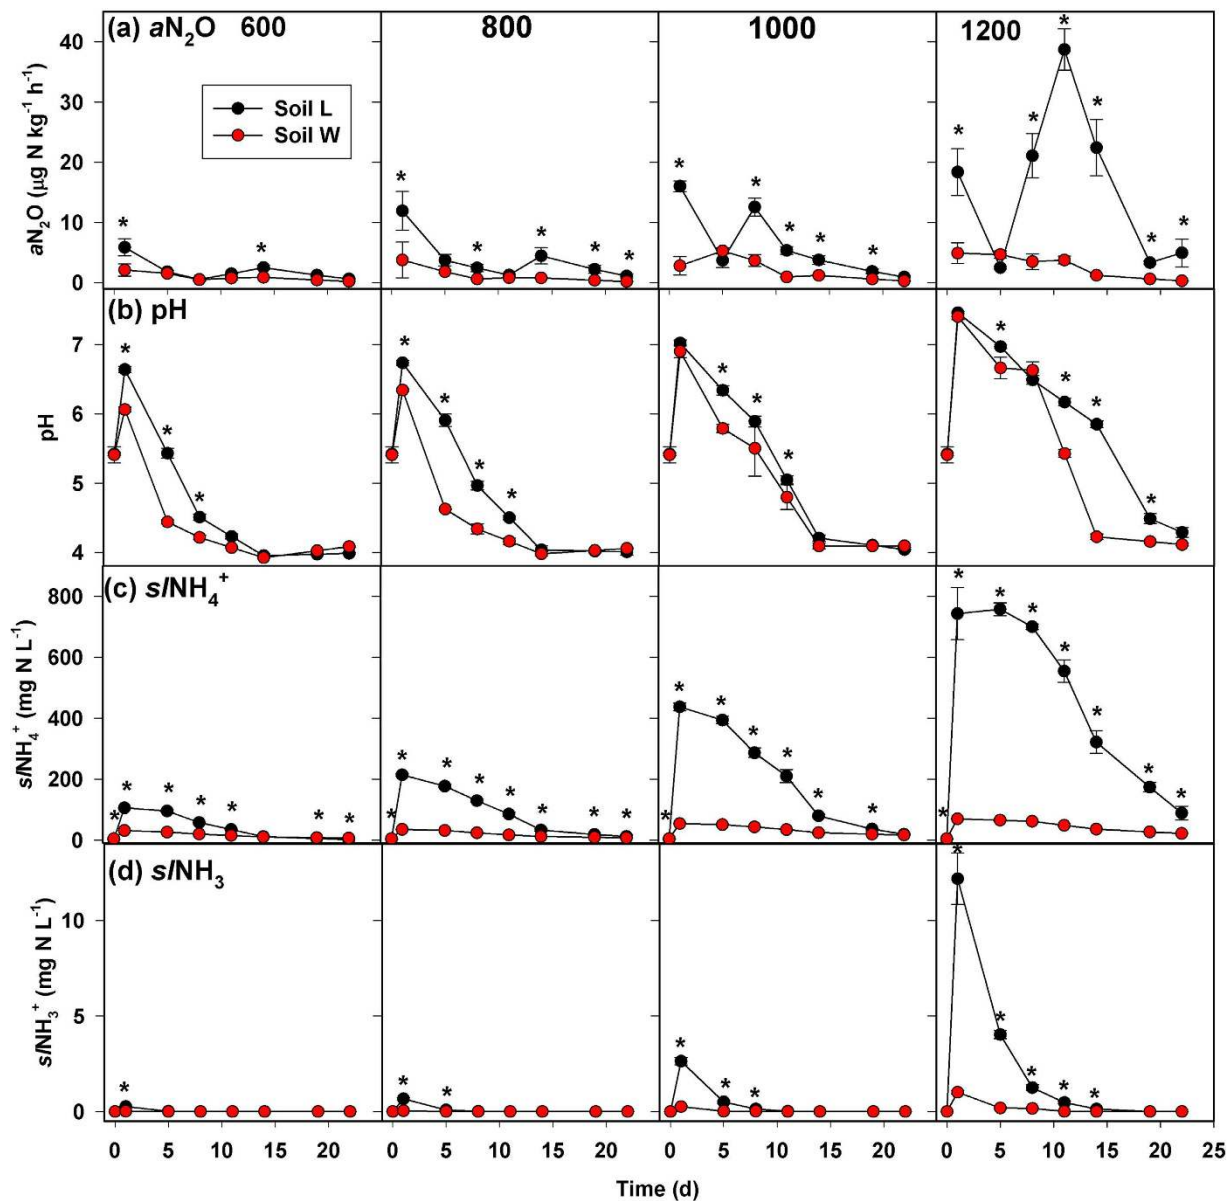 (a) aN₂O 600
800
1000
1200
Soil L
Soil W
aN₂O (µg N kg⁻¹ h⁻¹)
40
30
20
10
0
* * * * * * * * * * * * * * * * * * *
(b) pH
pH
7
6
5
4
* * * * * * * * * * * * * *
(c) slNH₄⁺
slNH₄⁺ (mg N L⁻¹)
800
600
400
200
0
* * * * * * * * * * * * * * * * * * * * * * * * * * * * *
(d) slNH₃
slNH₃⁺ (mg N L⁻¹)
10
5
0
* * * * * * * * * * *
0 5 10 15 20 0 5 10 15 20 0 5 10 15 20 0 5 10 15 20 25
Time (d)